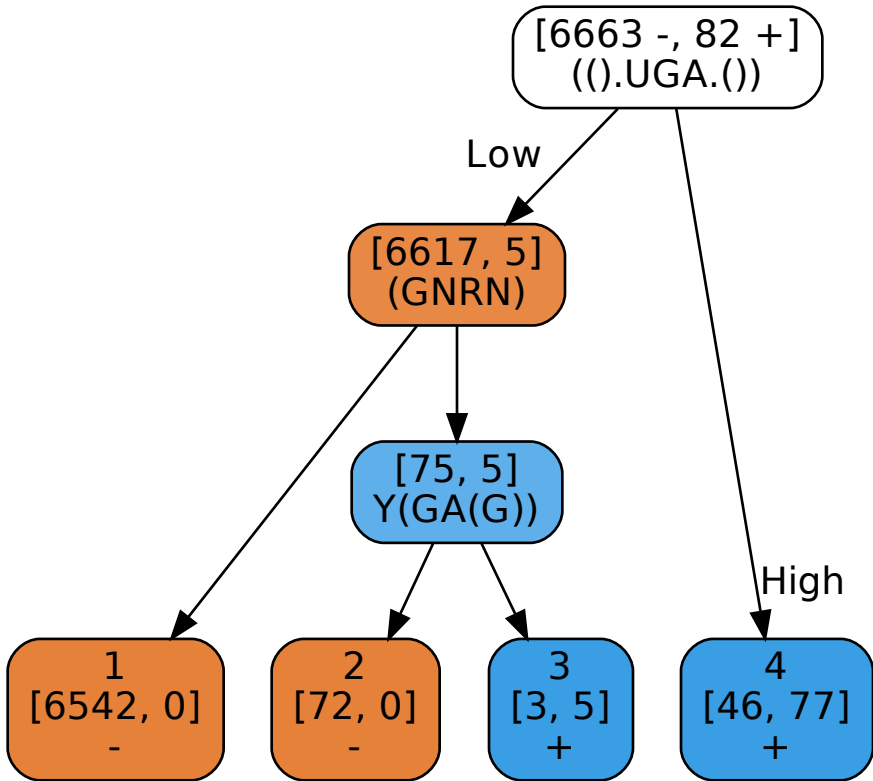 [6663 -, 82 +]
(().UGA.())
Low
[6617, 5]
(GNRN)
[75, 5]
Y(GA(G))
High
1
[6542, 0]
-
2
[72, 0]
-
3
[3, 5]
+
4
[46, 77]
+